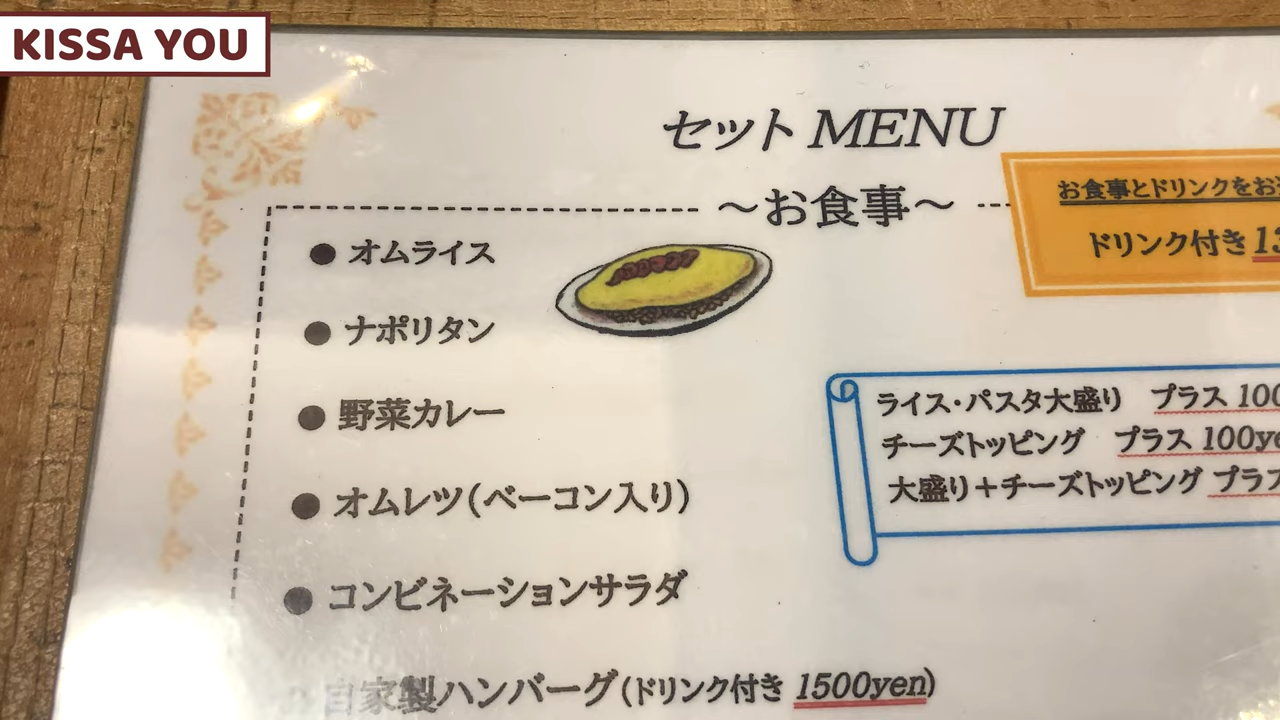 KISSA YOU
セットMENU
～お食事～
お食事とドリンクをお
ドリンク付き
● オムライス
● ナポリタン
● 野菜カレー
● オムレツ(ベーコン入り)
● コンビネーションサラダ
自家製ハンバーグ(ドリンク付き 1500yen)
ライス・パスタ大盛り プラス 100
チーズトッピング プラス 100ye
大盛り＋チーズトッピング プラス